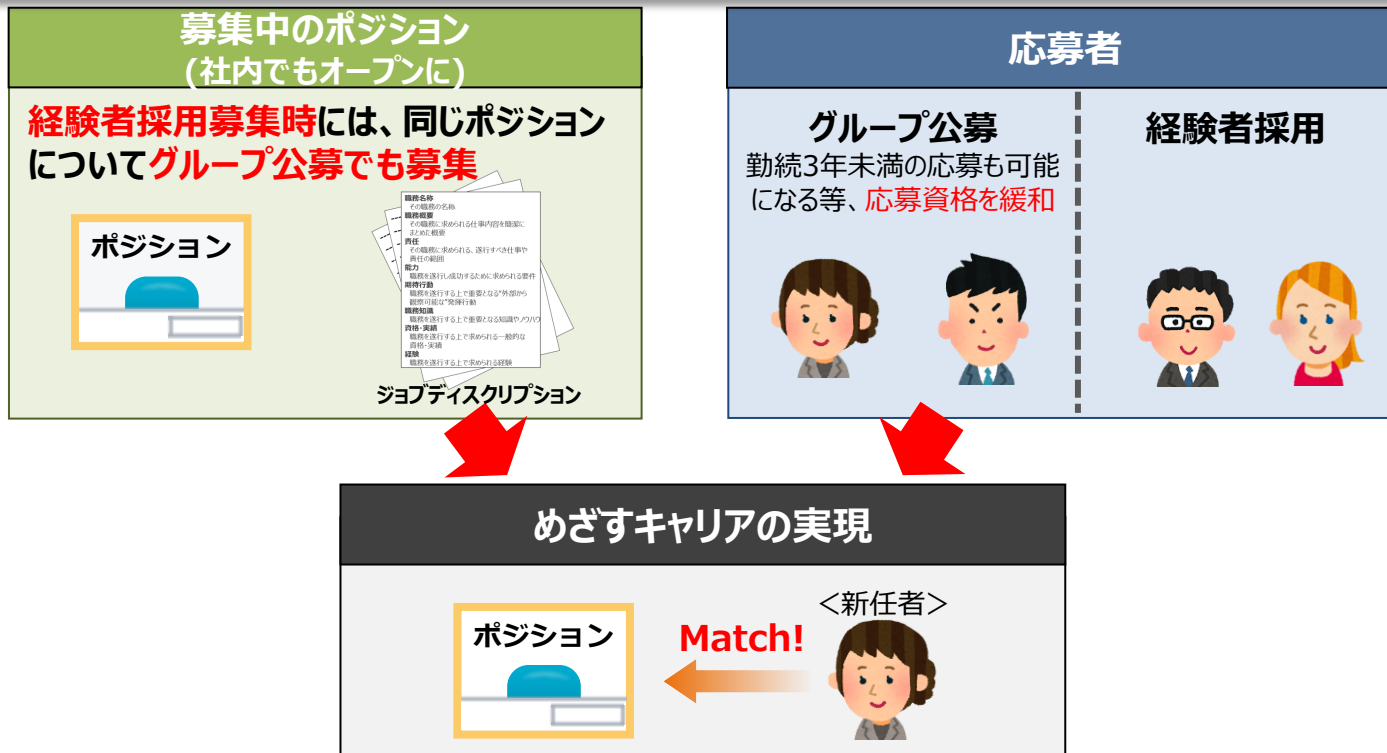 募集中のポジション
(社内でもオープンに)
経験者採用募集時には、同じポジション
についてグループ公募でも募集
ポジション
職務名称
その職務の名称
職務概要
その職務に求められる仕事内容を簡潔に
まとめた概要
責任
その職務に求められる、遂行すべき仕事や
責任の範囲
能力
職務を遂行し成功するために求められる要件
期待行動
職務を遂行する上で重要となる"外部から
観察可能な"発揮行動
職務知識
職務を遂行する上で重要となる知識やノウハウ
資格・実績
職務を遂行する上で求められる一般的な
資格・実績
経験
職務を遂行する上で求められる経験
ジョブディスクリプション
応募者
グループ公募
勤続3年未満の応募も可能
になる等、応募資格を緩和
経験者採用
めざすキャリアの実現
ポジション
Match!
＜新任者＞